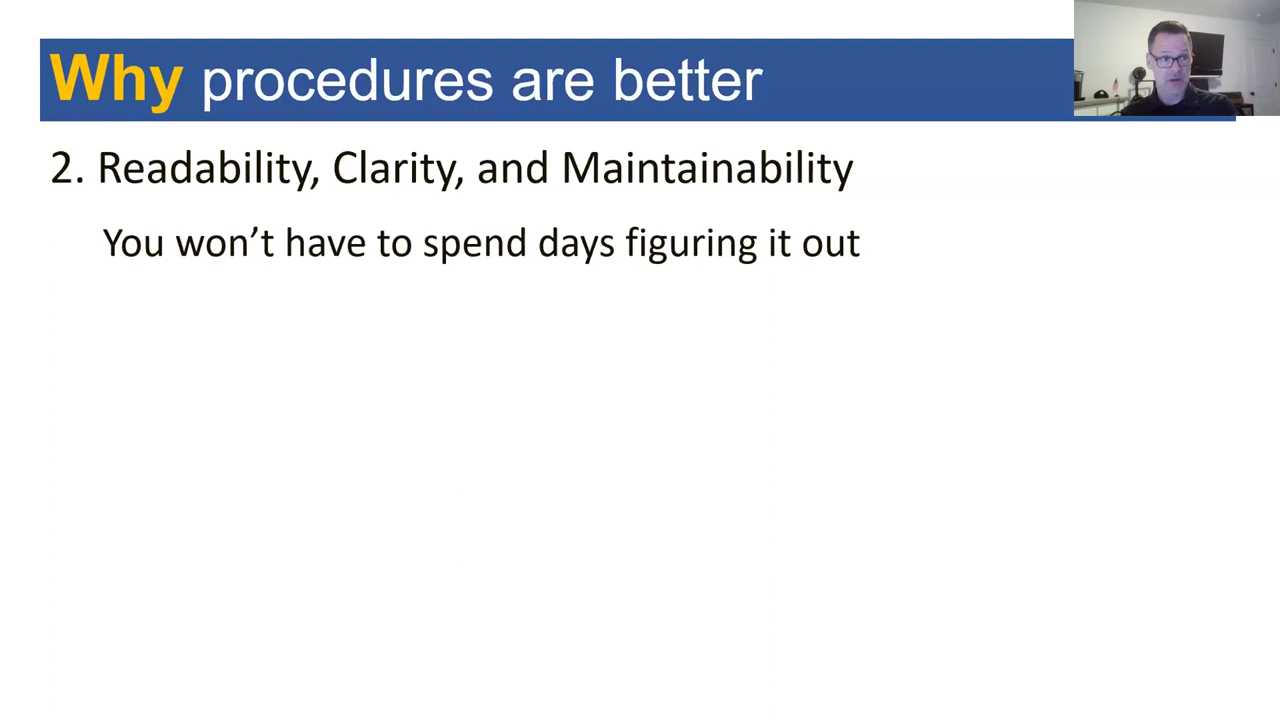 Why procedures are better
2. Readability, Clarity, and Maintainability
You won’t have to spend days figuring it out